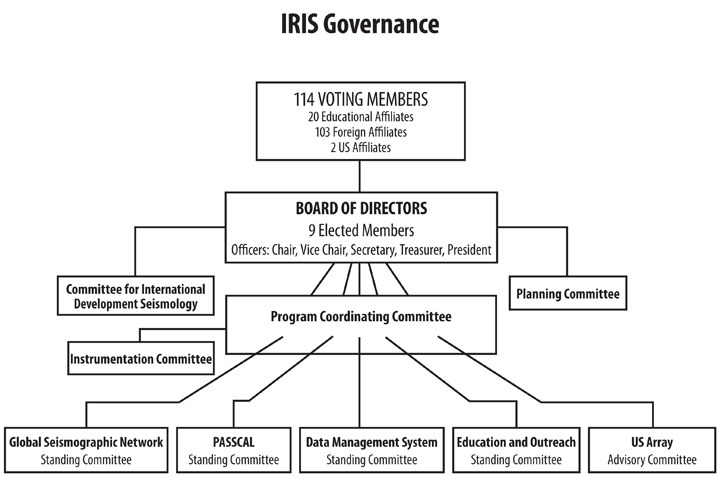 IRIS Governance
114 VOTING MEMBERS
20 Educational Affiliates
103 Foreign Affiliates
2 US Affiliates
BOARD OF DIRECTORS
9 Elected Members
Officers: Chair, Vice Chair, Secretary, Treasurer, President
Committee for International
Development Seismology
Planning Committee
Program Coordinating Committee
Instrumentation Committee
Global Seismographic Network
Standing Committee
PASSCAL
Standing Committee
Data Management System
Standing Committee
Education and Outreach
Standing Committee
US Array
Advisory Committee